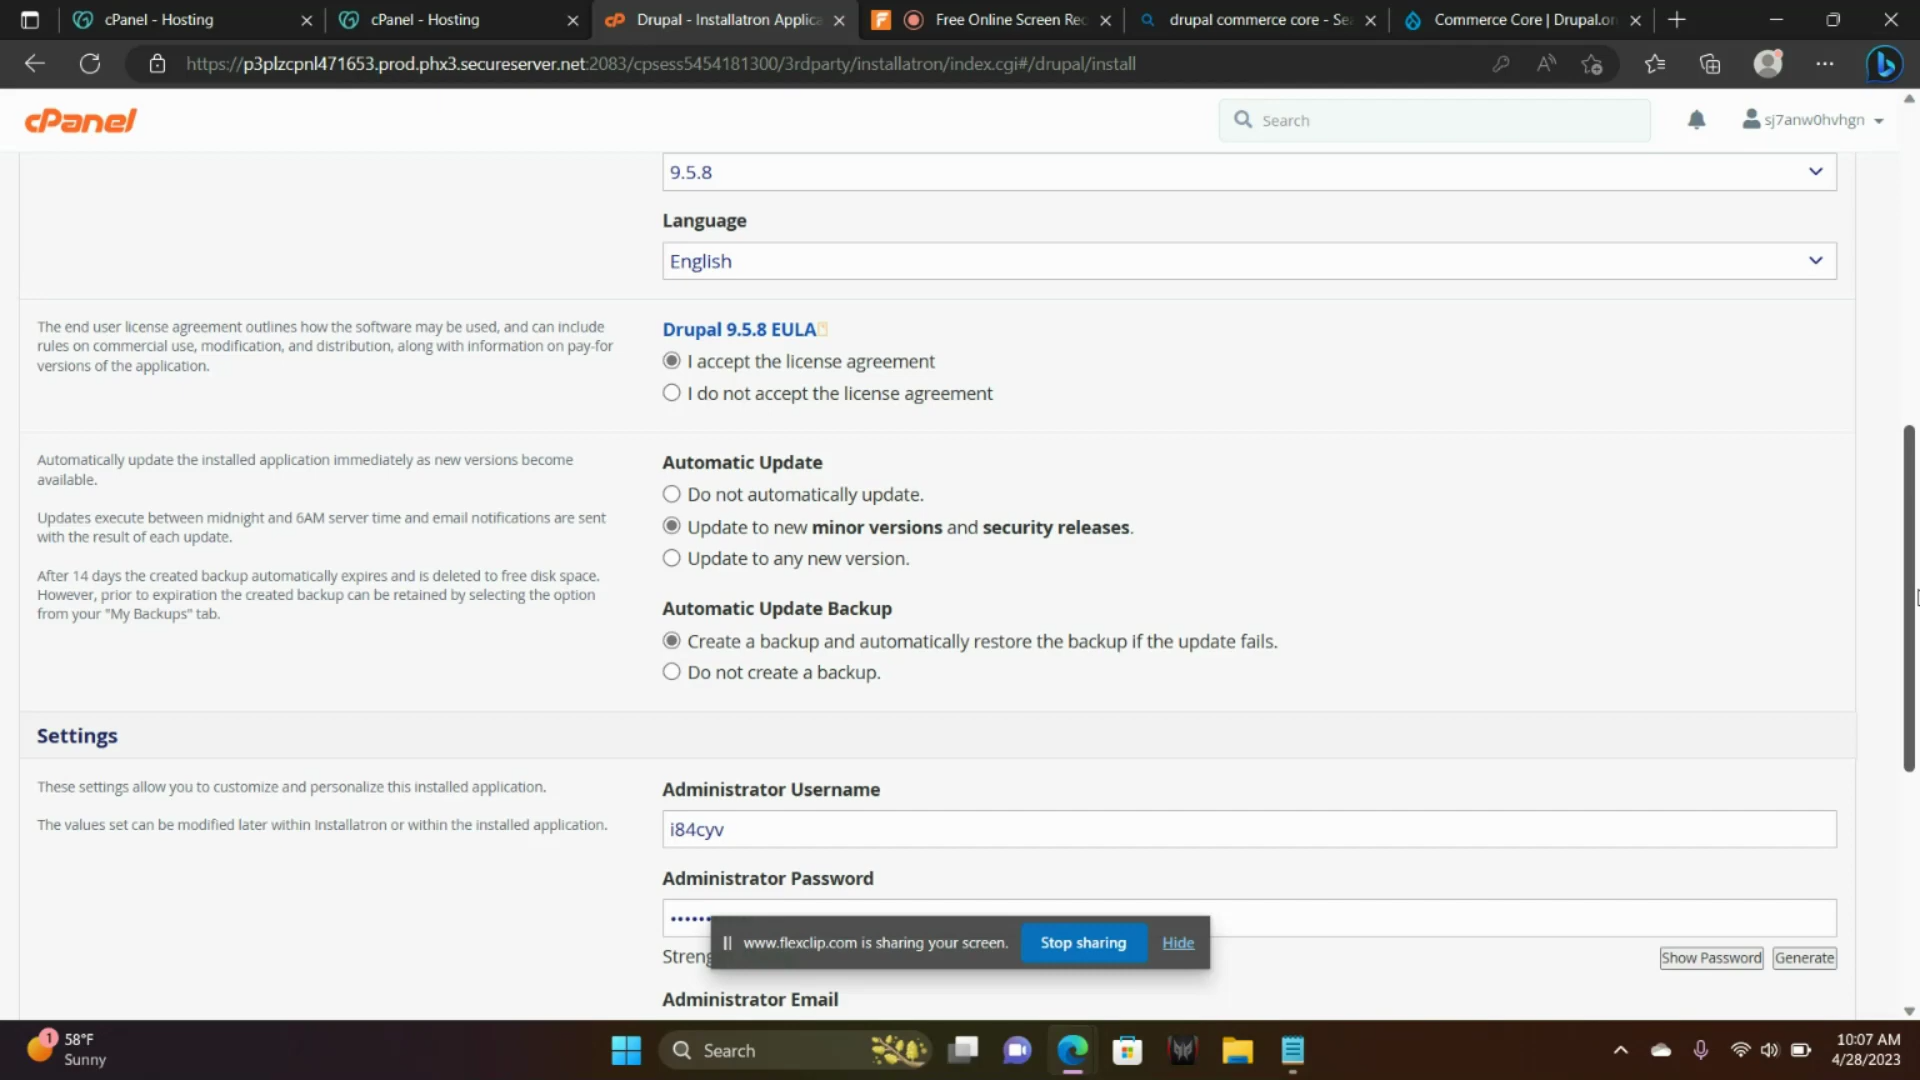 cPanel - Hosting
cPanel - Hosting
Drupal - Installatron Applica
Free Online Screen Rec
drupal commerce core - Se
Commerce Core | Drupal.or
https://p3plzcpnl471653.prod.phx3.secureserver.net:2083/cpsess5454181300/3rdparty/installatron/index.cgi#/drupal/install
cPanel
Search
sj7anw0hvhgn
9.5.8
Language
English
The end user license agreement outlines how the software may be used, and can include
rules on commercial use, modification, and distribution, along with information on pay-for
versions of the application.
Drupal 9.5.8 EULA
I accept the license agreement
I do not accept the license agreement
Automatically update the installed application immediately as new versions become
available.
Updates execute between midnight and 6AM server time and email notifications are sent
with the result of each update.
After 14 days the created backup automatically expires and is deleted to free disk space.
However, prior to expiration the created backup can be retained by selecting the option
from your "My Backups" tab.
Automatic Update
Do not automatically update.
Update to new minor versions and security releases.
Update to any new version.
Automatic Update Backup
Create a backup and automatically restore the backup if the update fails.
Do not create a backup.
Settings
These settings allow you to customize and personalize this installed application.
The values set can be modified later within Installatron or within the installed application.
Administrator Username
i84cyv
Administrator Password
••••••
Streng
www.flexclip.com is sharing your screen.
Stop sharing
Hide
Show Password
Generate
Administrator Email
1
58°F
Sunny
Search
10:07 AM
4/28/2023